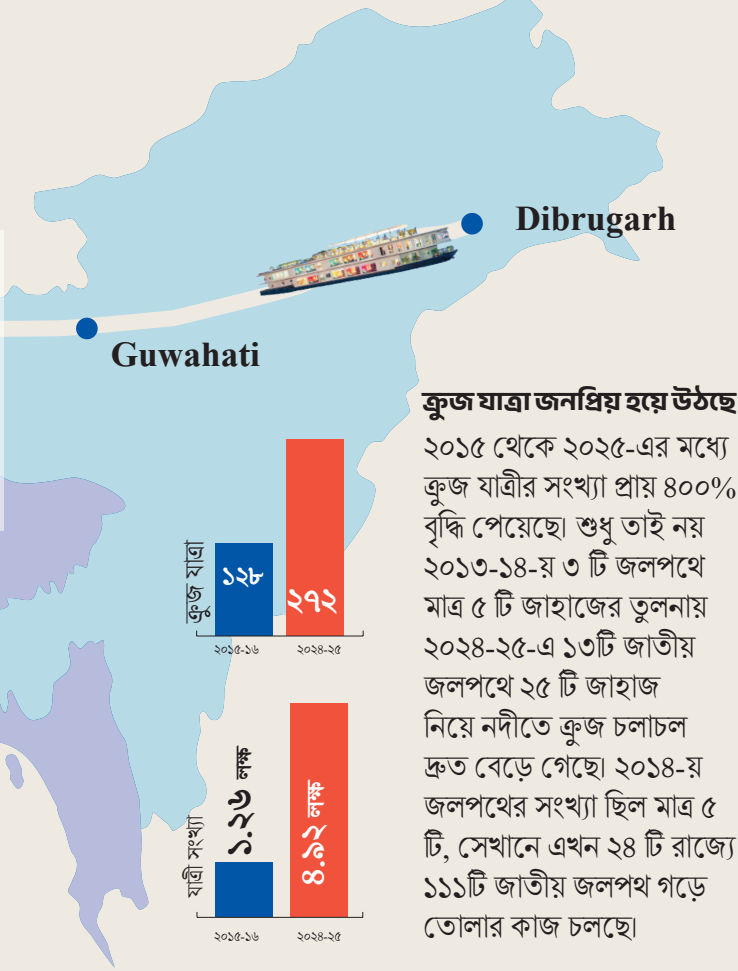 Dibrugarh
Guwahati
ক্রুজ যাত্রা জনপ্রিয় হয়ে উঠছে
২০১৫ থেকে ২০২৫-এর মধ্যে
ক্রুজ যাত্রীর সংখ্যা প্রায় ৪০০%
বৃদ্ধি পেয়েছে। শুধু তাই নয়
২০১৩-১৪-য় ৩ টি জলপথে
মাত্র ৫ টি জাহাজের তুলনায়
২০২৪-২৫-এ ১৩টি জাতীয়
জলপথে ২৫ টি জাহাজ
নিয়ে নদীতে ক্রুজ চলাচল
দ্রুত বেড়ে গেছে। ২০১৪-য়
জলপথের সংখ্যা ছিল মাত্র ৫
টি, সেখানে এখন ২৪ টি রাজ্যে
১১১টি জাতীয় জলপথ গড়ে
তোলার কাজ চলছে।
ক্রুজ যাত্রা
১২৮
২৭২
২০১৫-১৬
২০২৪-২৫
যাত্রী সংখ্যা
১.২৬ লক্ষ
৪.৯২ লক্ষ
২০১৫-১৬
২০২৪-২৫